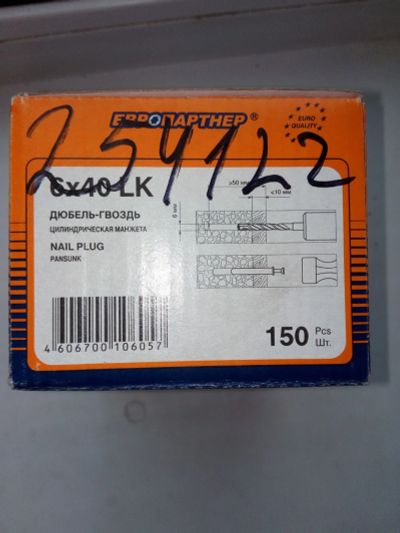 ЕВРОПАРТНЕР®
EURO
QUALITY
254122
6x40 LK
ДЮБЕЛЬ-ГВОЗДЬ
ЦИЛИНДРИЧЕСКАЯ МАНЖЕТА
NAIL PLUG
PANSUNK
≥50 мм
≤10 мм
6 мм
4 606700 106057
150 Pcs
Шт.